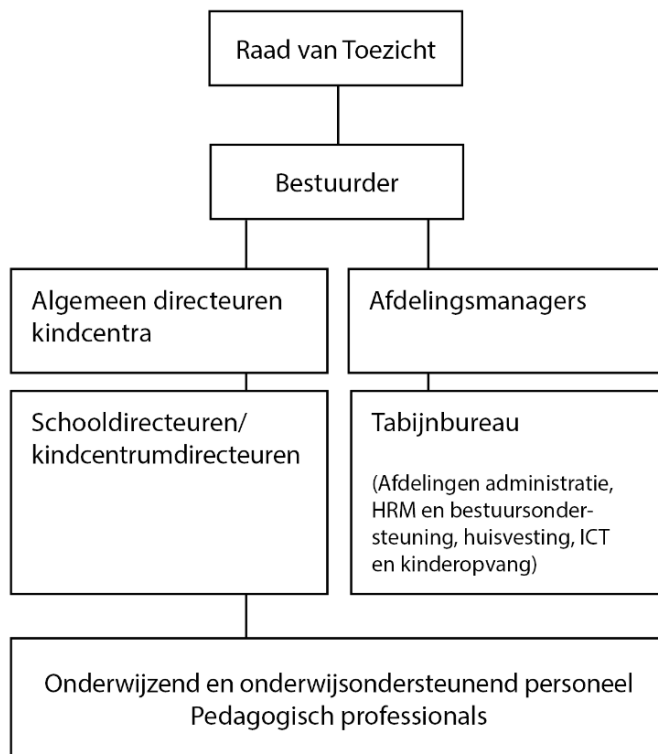 Raad van Toezicht
Bestuurder
Algemeen directeuren
kindcentra
Afdelingsmanagers
Schooldirecteuren/
kindcentrumdirecteuren
Tabijnbureau
(Afdelingen administratie,
HRM en bestuursonder-
steuning, huisvesting, ICT
en kinderopvang)
Onderwijzend en onderwijsondersteunend personeel
Pedagogisch professionals